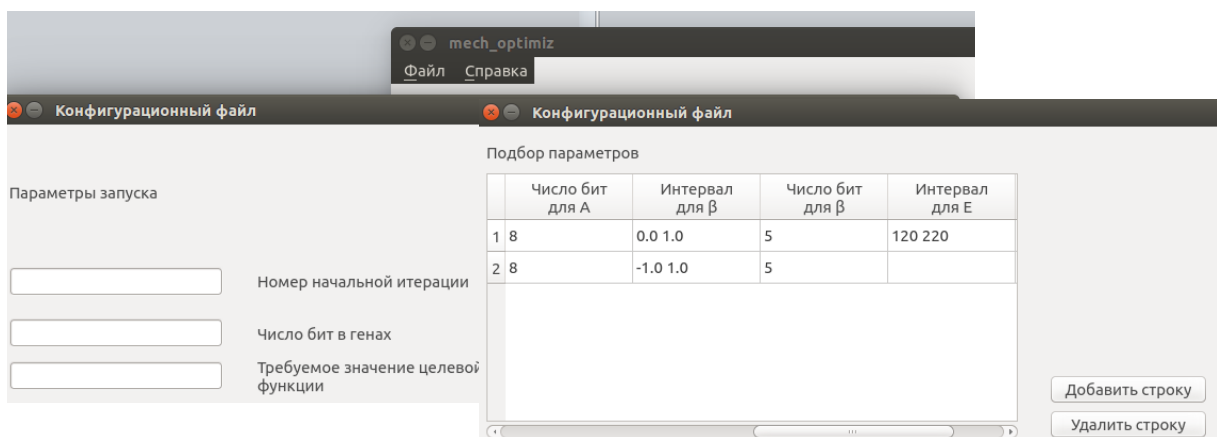 mech_optimiz
Файл Справка
Конфигурационный файл
Параметры запуска
Номер начальной итерации
Число бит в генах
Требуемое значение целевой
функции
Конфигурационный файл
Подбор параметров
Число бит для А Интервал для β Число бит для β Интервал для E
1 8 0.0 1.0 5 120 220
2 8 -1.0 1.0 5
Добавить строку
Удалить строку